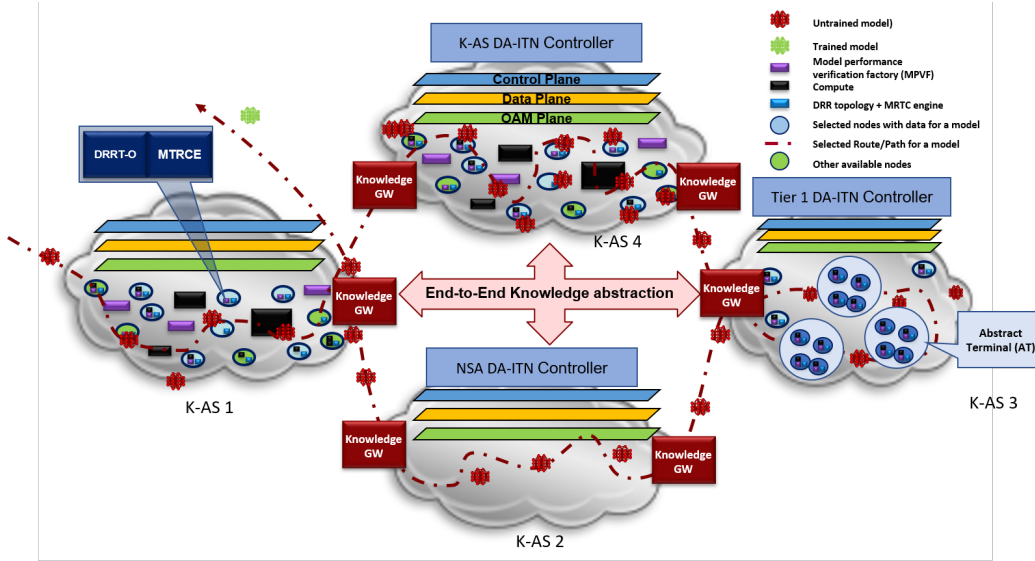 K-AS DA-ITN Controller
Control Plane
Data Plane
OAM Plane
Untrained model)
Trained model
Model performance
verification factory (MPVF)
Compute
DRR topology + MRTC engine
Selected nodes with data for a model
Selected Route/Path for a model
Other available nodes
DRRT-O
MTRCE
Knowledge
GW
Knowledge
GW
Tier 1 DA-ITN Controller
K-AS 4
Knowledge
GW
End-to-End Knowledge abstraction
Knowledge
GW
Abstract
Terminal (AT)
NSA DA-ITN Controller
K-AS 1
K-AS 3
Knowledge
GW
Knowledge
GW
K-AS 2